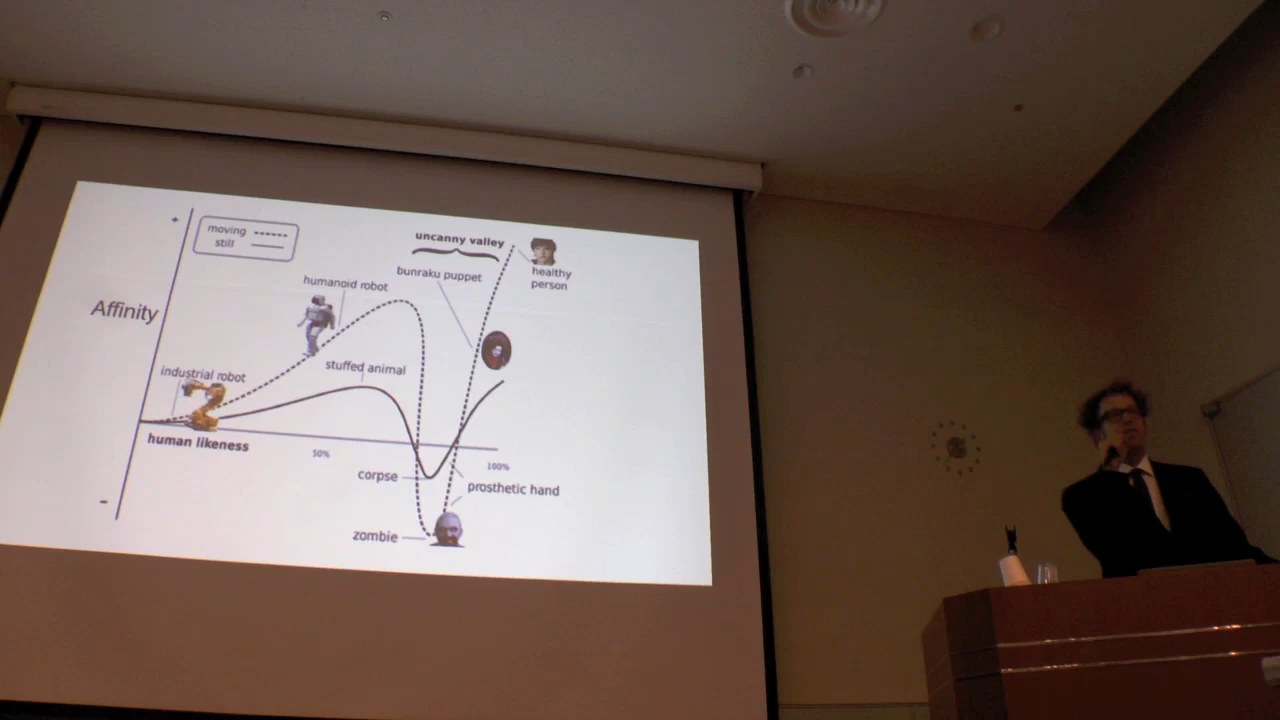 +
moving
still
uncanny valley
bunraku puppet
healthy
person
humanoid robot
Affinity
stuffed animal
industrial robot
human likeness
50%
100%
corpse
prosthetic hand
–
zombie